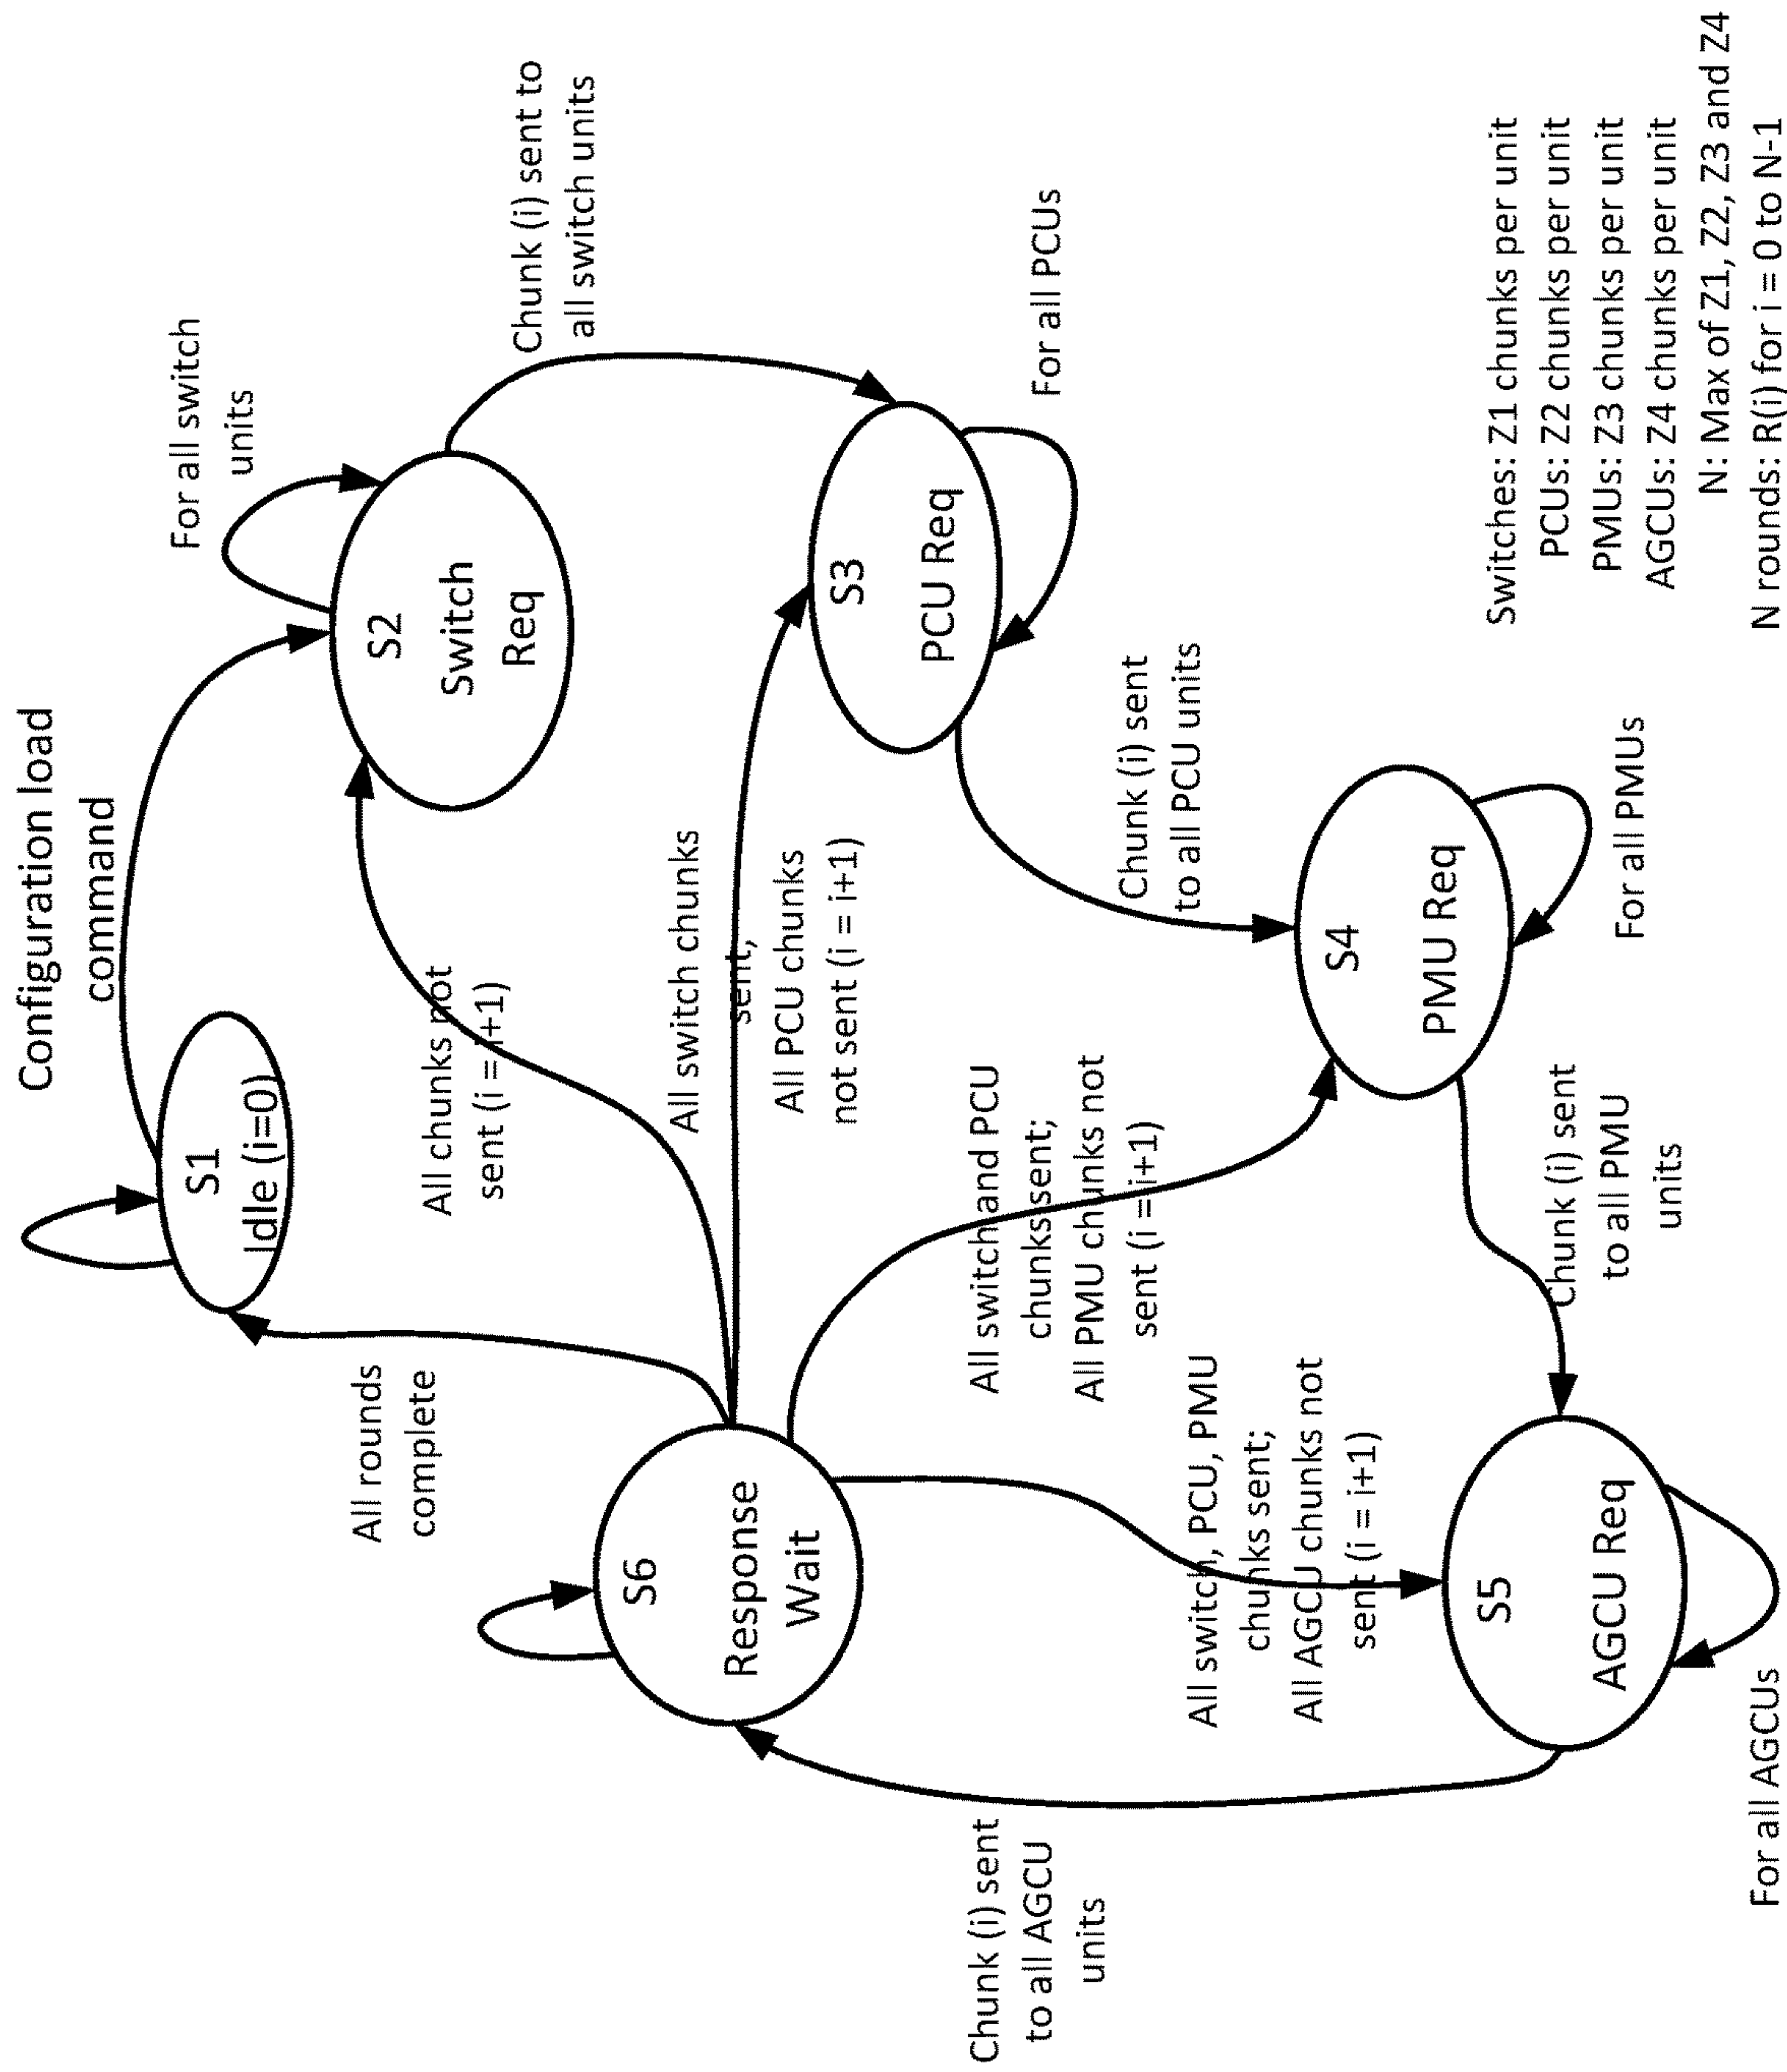 Configuration load
command
S1
Idle (i=0)
For all switch
units
S2
Switch
Req
Chunk (i) sent to
all switch units
All rounds
complete
All chunks not
sent (i = i+1)
S6
Response
Wait
All switch chunks
sent,
All PCU chunks
not sent (i = i+1)
S3
PCU Req
For all PCUs
Chunk (i) sent
to all PCU units
All switch and PCU
chunks sent;
All PMU chunks not
sent (i = i+1)
S4
PMU Req
For all PMUs
Chunk (i) sent
to all AGCU
units
All switch, PCU, PMU
chunks sent;
All AGCU chunks not
sent (i = i+1)
Chunk (i) sent
to all PMU
units
S5
AGCU Req
For all AGCUs
Switches: Z1 chunks per unit
PCUs: Z2 chunks per unit
PMUs: Z3 chunks per unit
AGCUs: Z4 chunks per unit
N: Max of Z1, Z2, Z3 and Z4
N rounds: R(i) for i = 0 to N-1